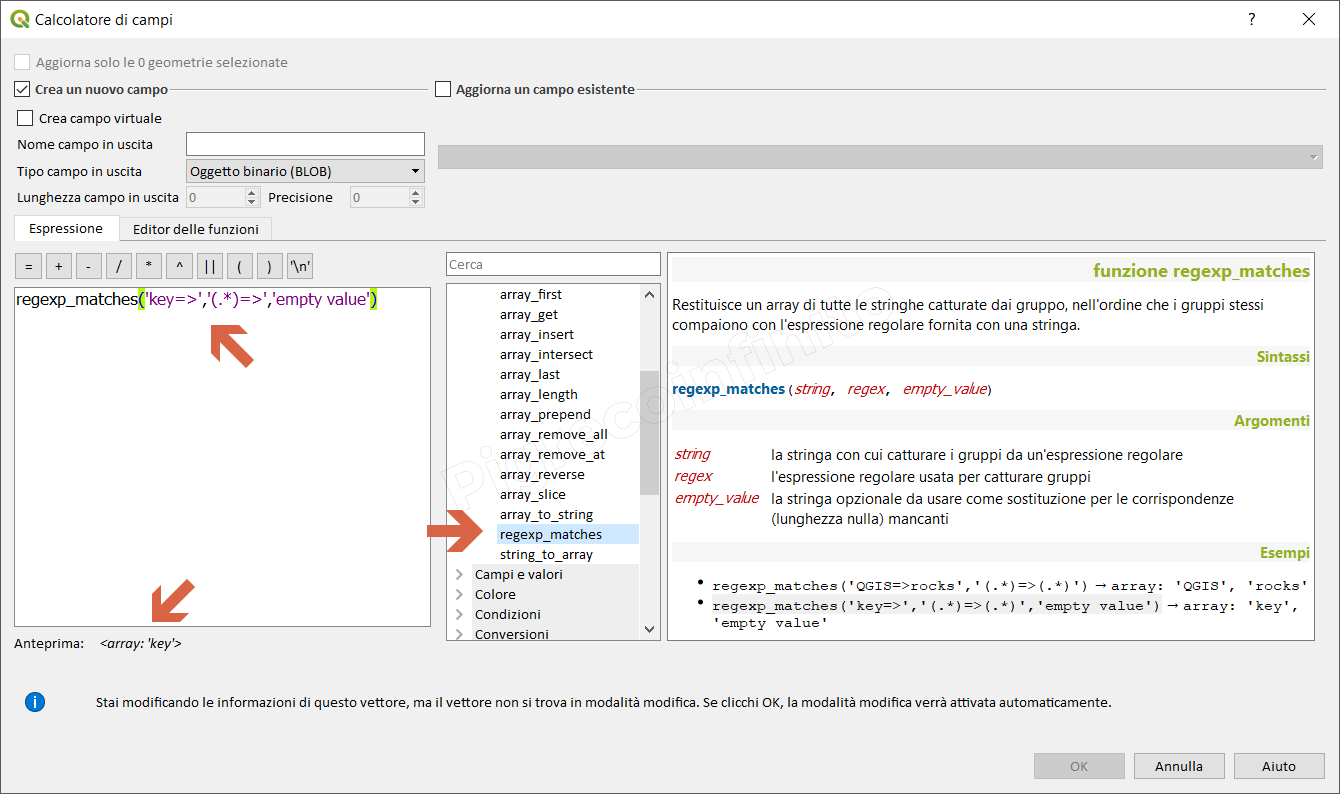 Calcolatore di campi
?
Aggiorna solo le 0 geometrie selezionate
Crea un nuovo campo
Aggiorna un campo esistente
Crea campo virtuale
Nome campo in uscita
Tipo campo in uscita
Oggetto binario (BLOB)
Lunghezza campo in uscita 0 Precisione 0
Espressione
Editor delle funzioni
= + - / * ^ || ( ) '\n'
regexp_matches('key=>','(.*)=>','empty value')
Anteprima: <array: 'key'>
Cerca
array_first
array_get
array_insert
array_intersect
array_last
array_length
array_prepend
array_remove_all
array_remove_at
array_reverse
array_slice
array_to_string
regexp_matches
string_to_array
Campi e valori
Colore
Condizioni
Conversioni
funzione regexp_matches
Restituisce un array di tutte le stringhe catturate dai gruppo, nell'ordine che i gruppi stessi
compaiono con l'espressione regolare fornita con una stringa.
Sintassi
regexp_matches(string, regex, empty_value)
Argomenti
string la stringa con cui catturare i gruppi da un'espressione regolare
regex l'espressione regolare usata per catturare gruppi
empty_value la stringa opzionale da usare come sostituzione per le corrispondenze
(lunghezza nulla) mancanti
Esempi
• regexp_matches('QGIS=>rocks','(.*)=>(.*)') → array: 'QGIS', 'rocks'
• regexp_matches('key=>','(.*)=>(.*)','empty value') → array: 'key',
'empty value'
Pigrecoinfinito
Stai modificando le informazioni di questo vettore, ma il vettore non si trova in modalità modifica. Se clicchi OK, la modalità modifica verrà attivata automaticamente.
OK
Annulla
Aiuto